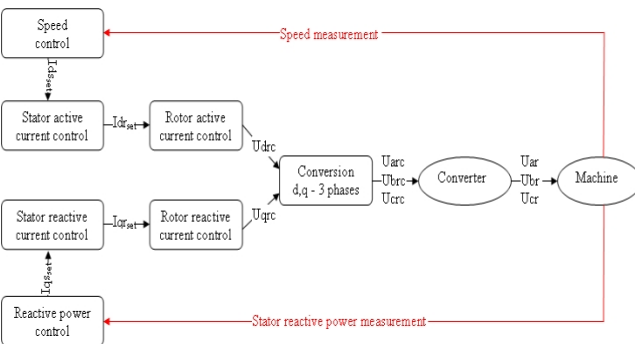 Speed
control
Speed measurement
Idsset
Stator active
current control
Idrset
Rotor active
current control
Udrc
Conversion
d,q - 3 phases
Uarc
Ubrc
Ucrc
Converter
Uar
Ubr
Ucr
Machine
Stator reactive
current control
Iqrset
Rotor reactive
current control
Uqrc
Iqsset
Reactive power
control
Stator reactive power measurement